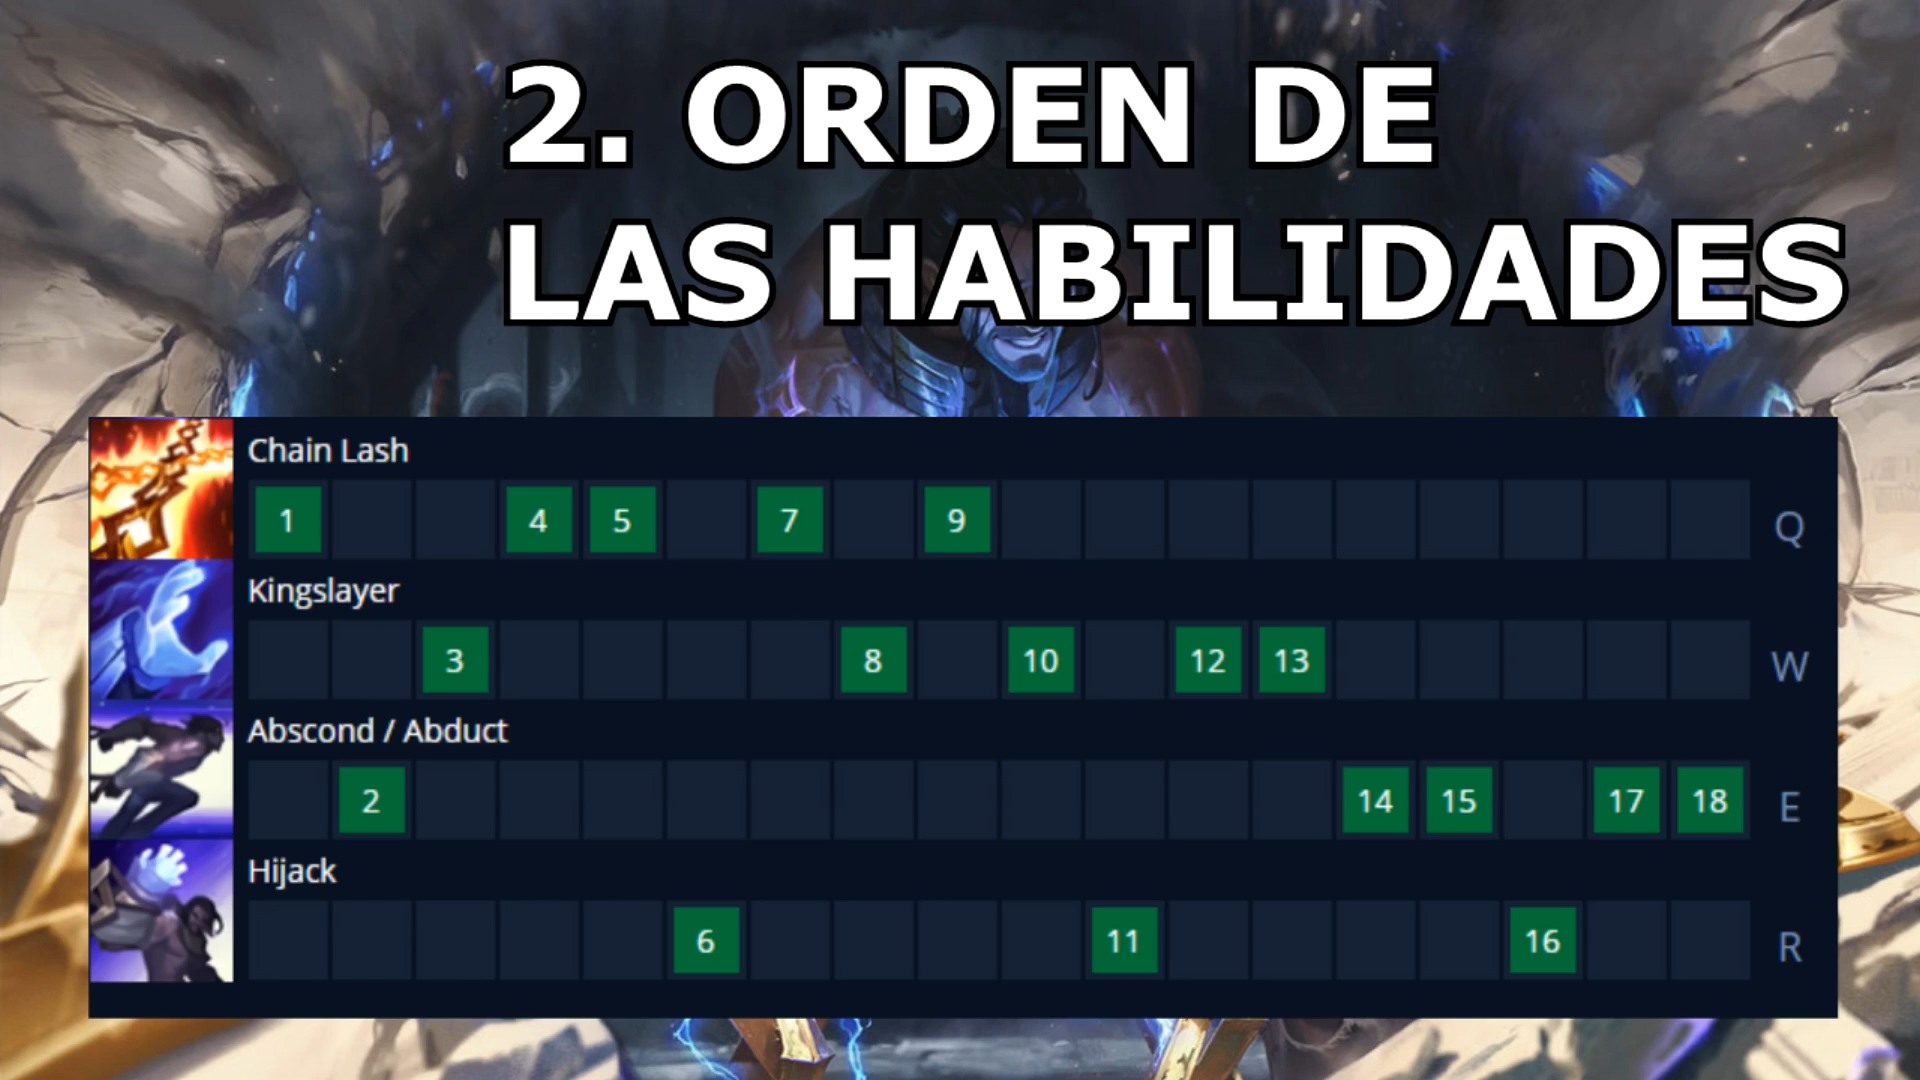 2. ORDEN DE
LAS HABILIDADES
Chain Lash
1 4 5 7 9 Q
Kingslayer
3 8 10 12 13 W
Abscond / Abduct
2 14 15 17 18 E
Hijack
6 11 16 R